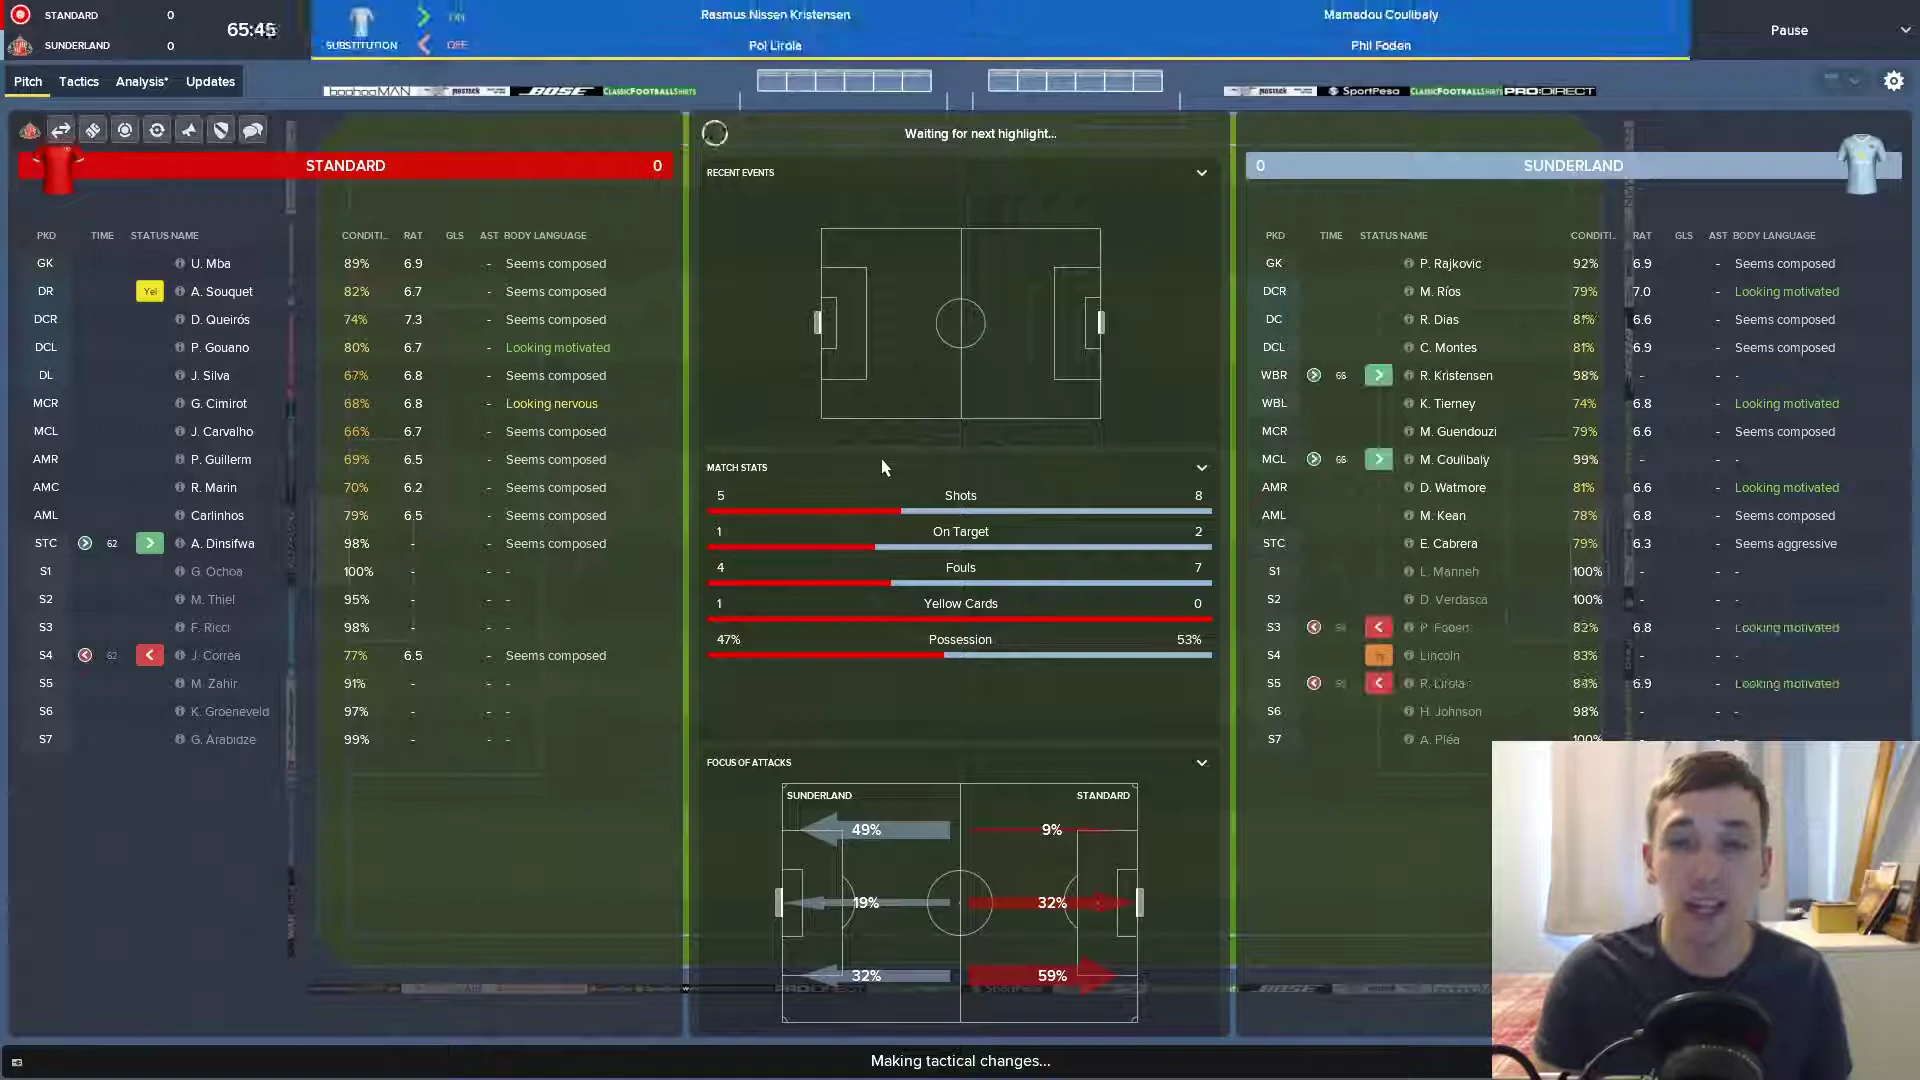 STANDARD 0
SUNDERLAND 0
65:45
SUBSTITUTION
ON Rasmus Nissen Kristensen Mamadou Coulibaly
OFF Pol Lirola Phil Foden
Pause
Pitch Tactics Analysis* Updates
boohooMAN BOSE CLASSICFOOTBALLSHIRTS SportPesa CLASSICFOOTBALLSHIRTS PRO:DIRECT
STANDARD 0
PKD TIME STATUS NAME CONDITI... RAT GLS AST BODY LANGUAGE
GK U. Mba 89% 6.9 - Seems composed
DR Yel A. Souquet 82% 6.7 - Seems composed
DCR D. Queirós 74% 7.3 - Seems composed
DCL P. Gouano 80% 6.7 - Looking motivated
DL J. Silva 67% 6.8 - Seems composed
MCR G. Cimirot 68% 6.8 - Looking nervous
MCL J. Carvalho 66% 6.7 - Seems composed
AMR P. Guillerm 69% 6.5 - Seems composed
AMC R. Marin 70% 6.2 - Seems composed
AML Carlinhos 79% 6.5 - Seems composed
STC 62 A. Dinsifwa 98% - - Seems composed
S1 G. Ochoa 100% - - -
S2 M. Thiel 95% - - -
S3 F. Ricci 98% - - -
S4 62 J. Correa 77% 6.5 - Seems composed
S5 M. Zahir 91% - - -
S6 K. Groeneveld 97% - - -
S7 G. Arabidze 99% - - -
Waiting for next highlight...
RECENT EVENTS
MATCH STATS
5 Shots 8
1 On Target 2
4 Fouls 7
1 Yellow Cards 0
47% Possession 53%
FOCUS OF ATTACKS
SUNDERLAND STANDARD
49% 9%
19% 32%
32% 59%
0 SUNDERLAND
PKD TIME STATUS NAME CONDITI... RAT GLS AST BODY LANGUAGE
GK P. Rajkovic 92% 6.9 - Seems composed
DCR M. Ríos 79% 7.0 - Looking motivated
DC R. Dias 81% 6.6 - Seems composed
DCL C. Montes 81% 6.9 - Seems composed
WBR 66 R. Kristensen 98% - - -
WBL K. Tierney 74% 6.8 - Looking motivated
MCR M. Guendouzi 79% 6.6 - Seems composed
MCL 66 M. Coulibaly 99% - - -
AMR D. Watmore 81% 6.6 - Looking motivated
AML M. Kean 78% 6.8 - Seems composed
STC E. Cabrera 79% 6.3 - Seems aggressive
S1 L. Manneh 100% - - -
S2 D. Verdasca 100% - - -
S3 P. Foden 82% 6.8 - Looking motivated
S4 Lincoln 83% - - -
S5 P. Lirola 84% 6.9 - Looking motivated
S6 H. Johnson 98% - - -
S7 A. Pléa 100% - - -
Making tactical changes...